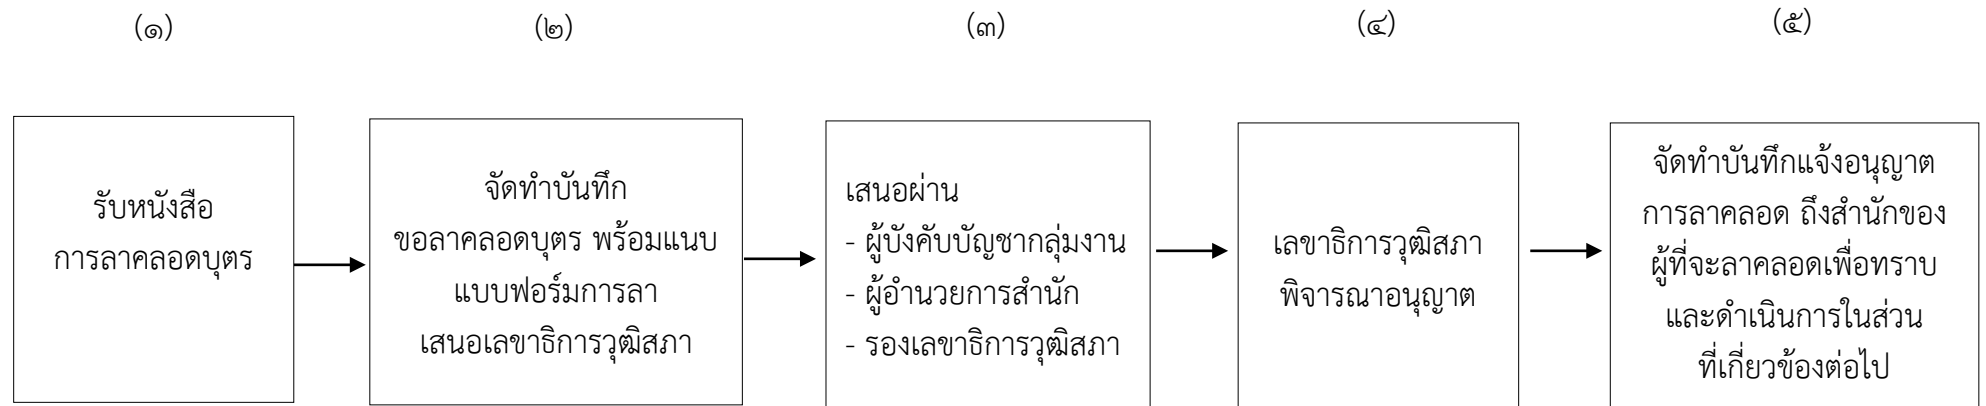 (๑)
(๒)
(๓)
(๔)
(๕)
รับหนังสือ
การลาคลอดบุตร
จัดทำบันทึก
ขอลาคลอดบุตร พร้อมแนบ
แบบฟอร์มการลา
เสนอเลขาธิการวุฒิสภา
เสนอผ่าน
- ผู้บังคับบัญชากลุ่มงาน
- ผู้อำนวยการสำนัก
- รองเลขาธิการวุฒิสภา
เลขาธิการวุฒิสภา
พิจารณาอนุญาต
จัดทำบันทึกแจ้งอนุญาต
การลาคลอด ถึงสำนักของ
ผู้ที่จะลาคลอดเพื่อทราบ
และดำเนินการในส่วน
ที่เกี่ยวข้องต่อไป